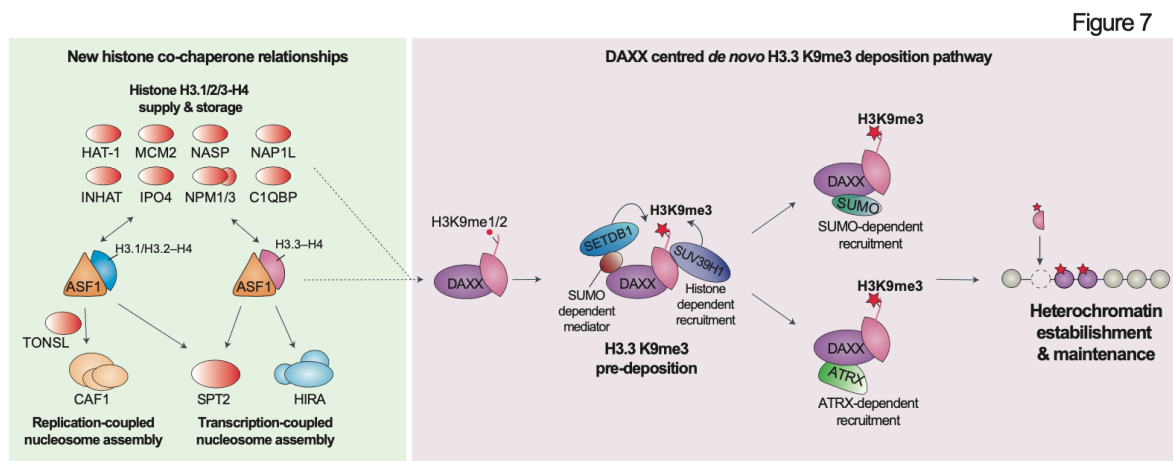 Figure 7
New histone co-chaperone relationships
Histone H3.1/2/3-H4
supply & storage
HAT-1
MCM2
NASP
NAP1L
INHAT
IPO4
NPM1/3
C1QBP
H3.1/H3.2–H4
ASF1
H3.3–H4
ASF1
TONSL
CAF1
SPT2
HIRA
Replication-coupled
nucleosome assembly
Transcription-coupled
nucleosome assembly
DAXX centred de novo H3.3 K9me3 deposition pathway
H3K9me1/2
DAXX
H3K9me3
SETDB1
SUV39H1
DAXX
SUMO
dependent
mediator
Histone
dependent
recruitment
H3.3 K9me3
pre-deposition
H3K9me3
DAXX
SUMO
SUMO-dependent
recruitment
H3K9me3
DAXX
ATRX
ATRX-dependent
recruitment
Heterochromatin
estabilishment
& maintenance